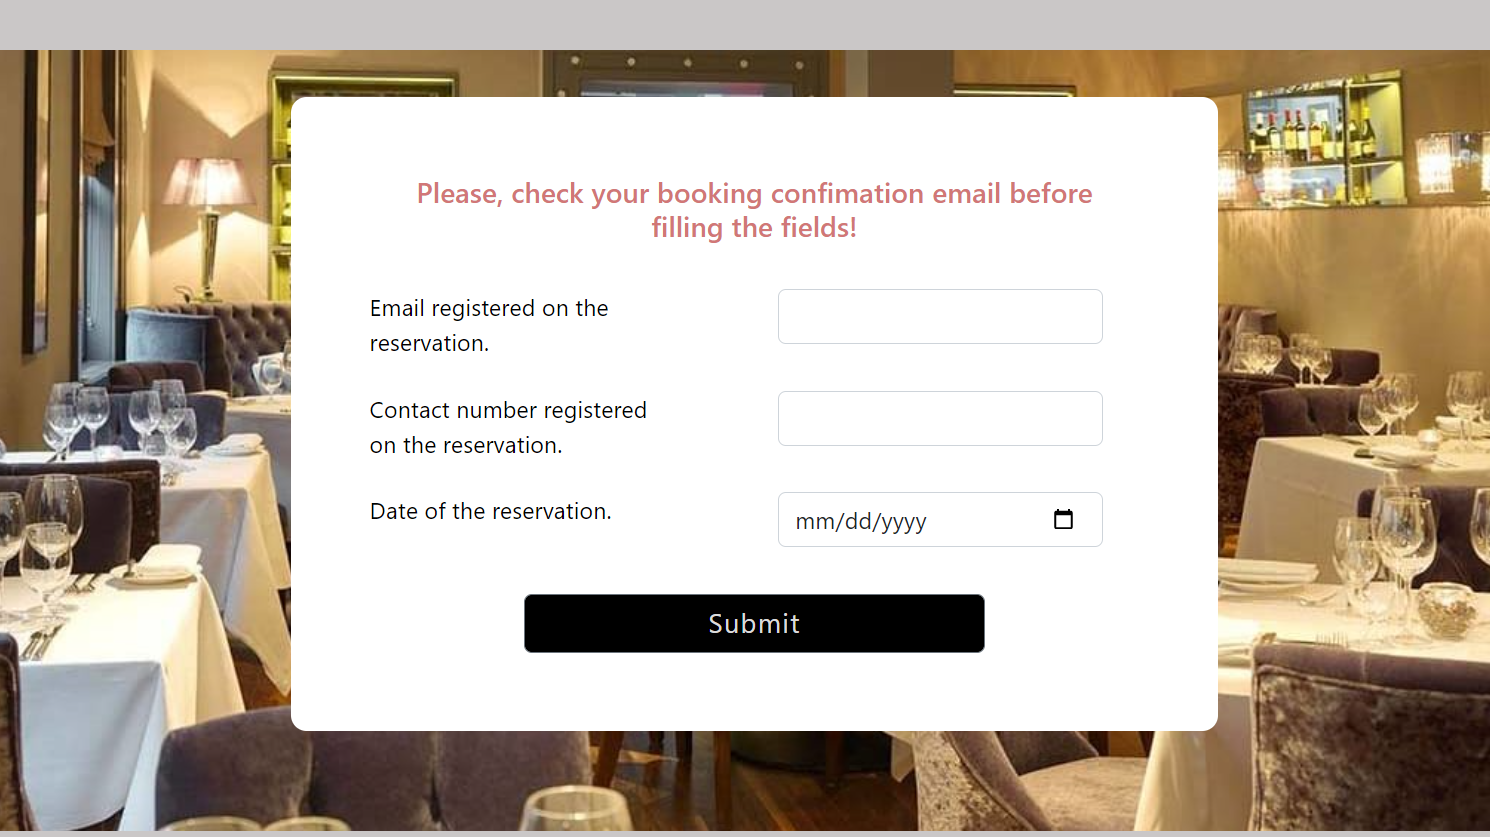 Please, check your booking confimation email before
filling the fields!
Email registered on the
reservation.
Contact number registered
on the reservation.
Date of the reservation.
mm/dd/yyyy
Submit